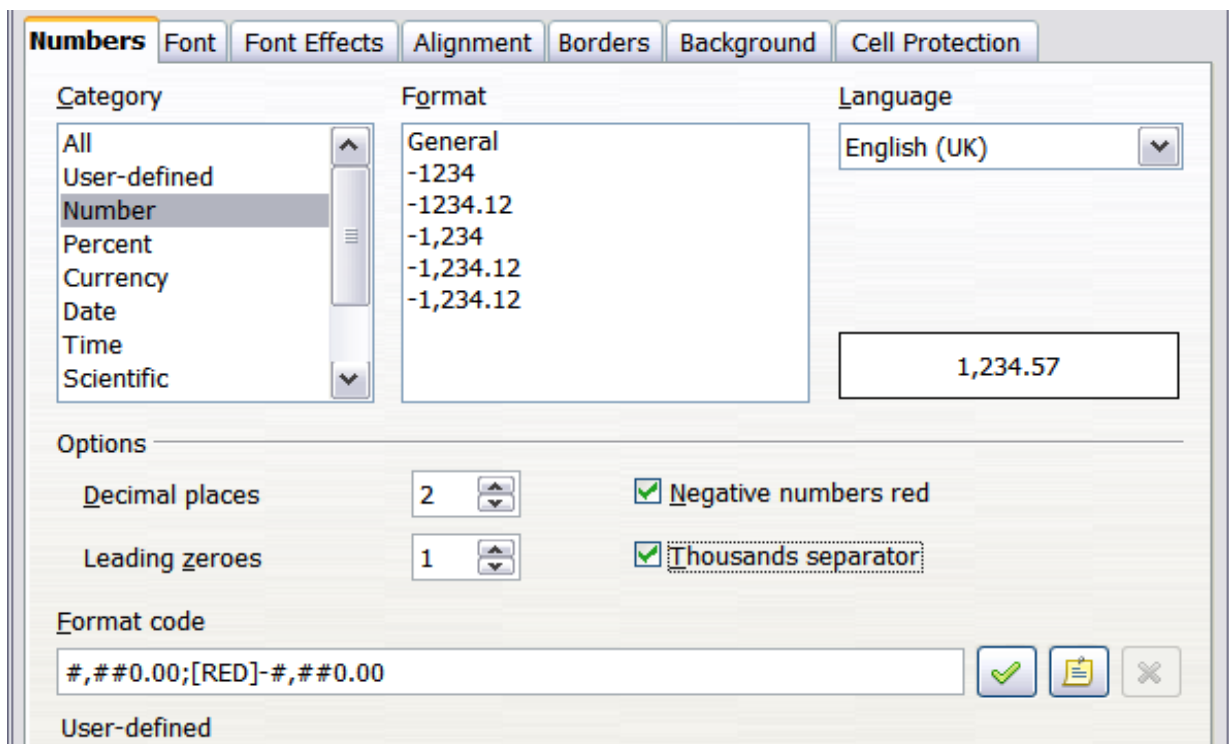 Numbers Font Font Effects Alignment Borders Background Cell Protection
Category
All
User-defined
Number
Percent
Currency
Date
Time
Scientific
Format
General
-1234
-1234.12
-1,234
-1,234.12
-1,234.12
Language
English (UK)
1,234.57
Options
Decimal places 2 Negative numbers red
Leading zeroes 1 Thousands separator
Format code
#,##0.00;[RED]-#,##0.00
User-defined